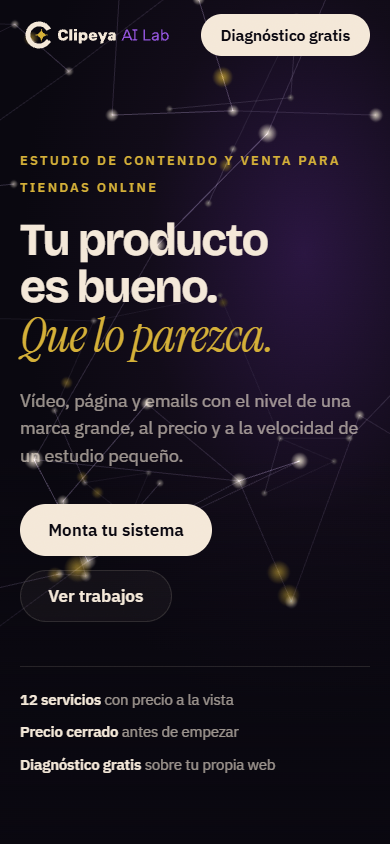 Clipeya AI Lab
Diagnóstico gratis
ESTUDIO DE CONTENIDO Y VENTA PARA
TIENDAS ONLINE
Tu producto
es bueno.
Que lo parezca.
Vídeo, página y emails con el nivel de una
marca grande, al precio y a la velocidad de
un estudio pequeño.
Monta tu sistema
Ver trabajos
12 servicios con precio a la vista
Precio cerrado antes de empezar
Diagnóstico gratis sobre tu propia web